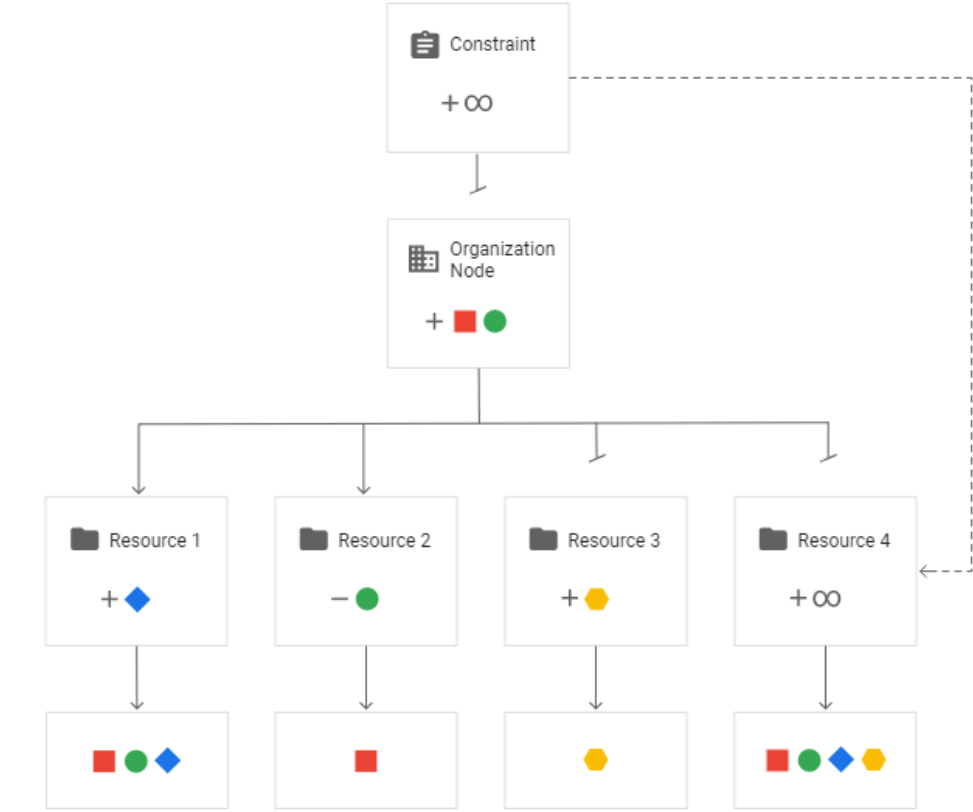 Constraint
+∞
Organization
Node
+
Resource 1
Resource 2
Resource 3
Resource 4
+
−
+
+∞